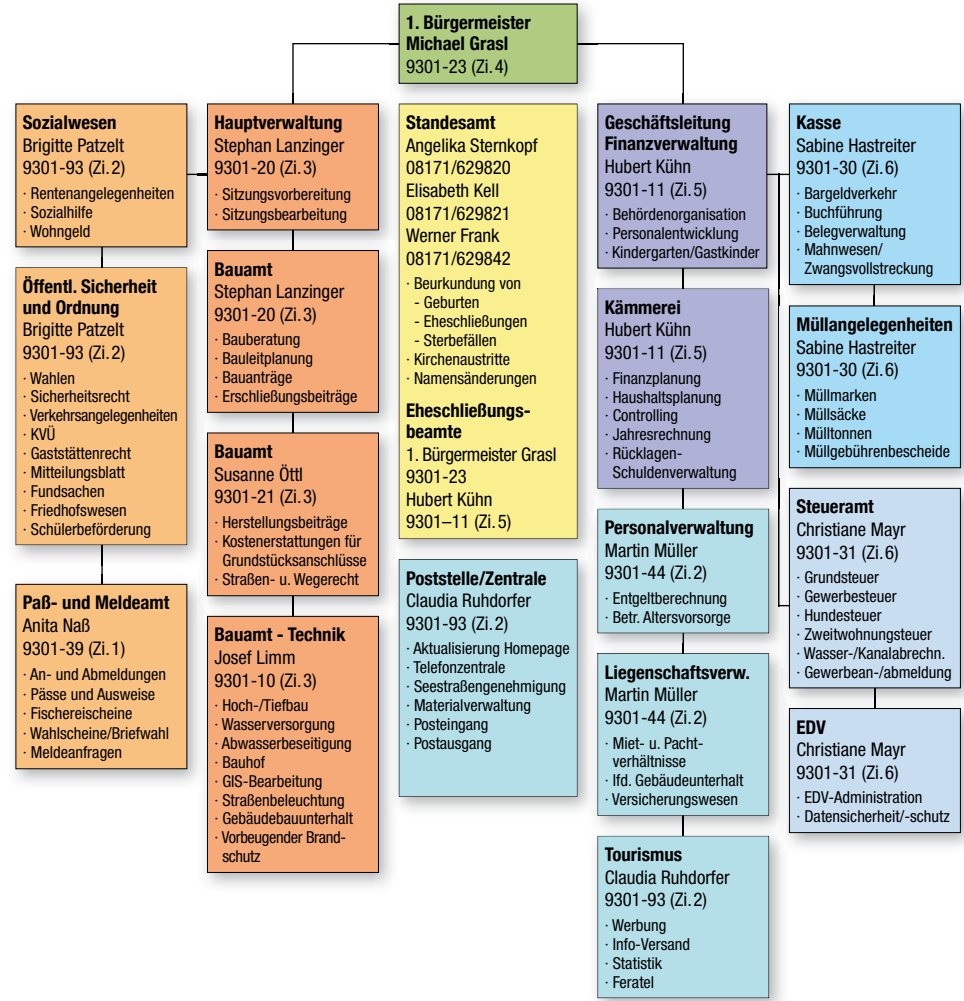 1. Bürgermeister
Michael Grasl
9301-23 (Zi. 4)
Sozialwesen
Brigitte Patzelt
9301-93 (Zi. 2)
· Rentenangelegenheiten
· Sozialhilfe
· Wohngeld
Öffentl. Sicherheit
und Ordnung
Brigitte Patzelt
9301-93 (Zi. 2)
· Wahlen
· Sicherheitsrecht
· Verkehrsangelegenheiten
· KVÜ
· Gaststättenrecht
· Mitteilungsblatt
· Fundsachen
· Friedhofswesen
· Schülerbeförderung
Paß- und Meldeamt
Anita Naß
9301-39 (Zi. 1)
· An- und Abmeldungen
· Pässe und Ausweise
· Fischereischeine
· Wahlscheine/Briefwahl
· Meldeanfragen
Hauptverwaltung
Stephan Lanzinger
9301-20 (Zi. 3)
· Sitzungsvorbereitung
· Sitzungsbearbeitung
Bauamt
Stephan Lanzinger
9301-20 (Zi. 3)
· Bauberatung
· Bauleitplanung
· Bauanträge
· Erschließungsbeiträge
Bauamt
Susanne Öttl
9301-21 (Zi. 3)
· Herstellungsbeiträge
· Kostenerstattungen für
Grundstücksanschlüsse
· Straßen- u. Wegerecht
Bauamt - Technik
Josef Limm
9301-10 (Zi. 3)
· Hoch-/Tiefbau
· Wasserversorgung
· Abwasserbeseitigung
· Bauhof
· GIS-Bearbeitung
· Straßenbeleuchtung
· Gebäudebauunterhalt
· Vorbeugender Brand-
schutz
Standesamt
Angelika Sternkopf
08171/629820
Elisabeth Kell
08171/629821
Werner Frank
08171/629842
· Beurkundung von
- Geburten
- Eheschließungen
- Sterbefällen
· Kirchenaustritte
· Namensänderungen
Eheschließungs-
beamte
1. Bürgermeister Grasl
9301-23
Hubert Kühn
9301–11 (Zi. 5)
Poststelle/Zentrale
Claudia Ruhdorfer
9301-93 (Zi. 2)
· Aktualisierung Homepage
· Telefonzentrale
· Seestraßengenehmigung
· Materialverwaltung
· Posteingang
· Postausgang
Geschäftsleitung
Finanzverwaltung
Hubert Kühn
9301-11 (Zi. 5)
· Behördenorganisation
· Personalentwicklung
· Kindergarten/Gastkinder
Kämmerei
Hubert Kühn
9301-11 (Zi. 5)
· Finanzplanung
· Haushaltsplanung
· Controlling
· Jahresrechnung
· Rücklagen-
Schuldenverwaltung
Personalverwaltung
Martin Müller
9301-44 (Zi. 2)
· Entgeltberechnung
· Betr. Altersvorsorge
Liegenschaftsverw.
Martin Müller
9301-44 (Zi. 2)
· Miet- u. Pacht-
verhältnisse
· lfd. Gebäudeunterhalt
· Versicherungswesen
Tourismus
Claudia Ruhdorfer
9301-93 (Zi. 2)
· Werbung
· Info-Versand
· Statistik
· Feratel
Kasse
Sabine Hastreiter
9301-30 (Zi. 6)
· Bargeldverkehr
· Buchführung
· Belegverwaltung
· Mahnwesen/
Zwangsvollstreckung
Müllangelegenheiten
Sabine Hastreiter
9301-30 (Zi. 6)
· Müllmarken
· Müllsäcke
· Mülltonnen
· Müllgebührenbescheide
Steueramt
Christiane Mayr
9301-31 (Zi. 6)
· Grundsteuer
· Gewerbesteuer
· Hundesteuer
· Zweitwohnungsteuer
· Wasser-/Kanalabrechn.
· Gewerbean-/abmeldung
EDV
Christiane Mayr
9301-31 (Zi. 6)
· EDV-Administration
· Datensicherheit/-schutz